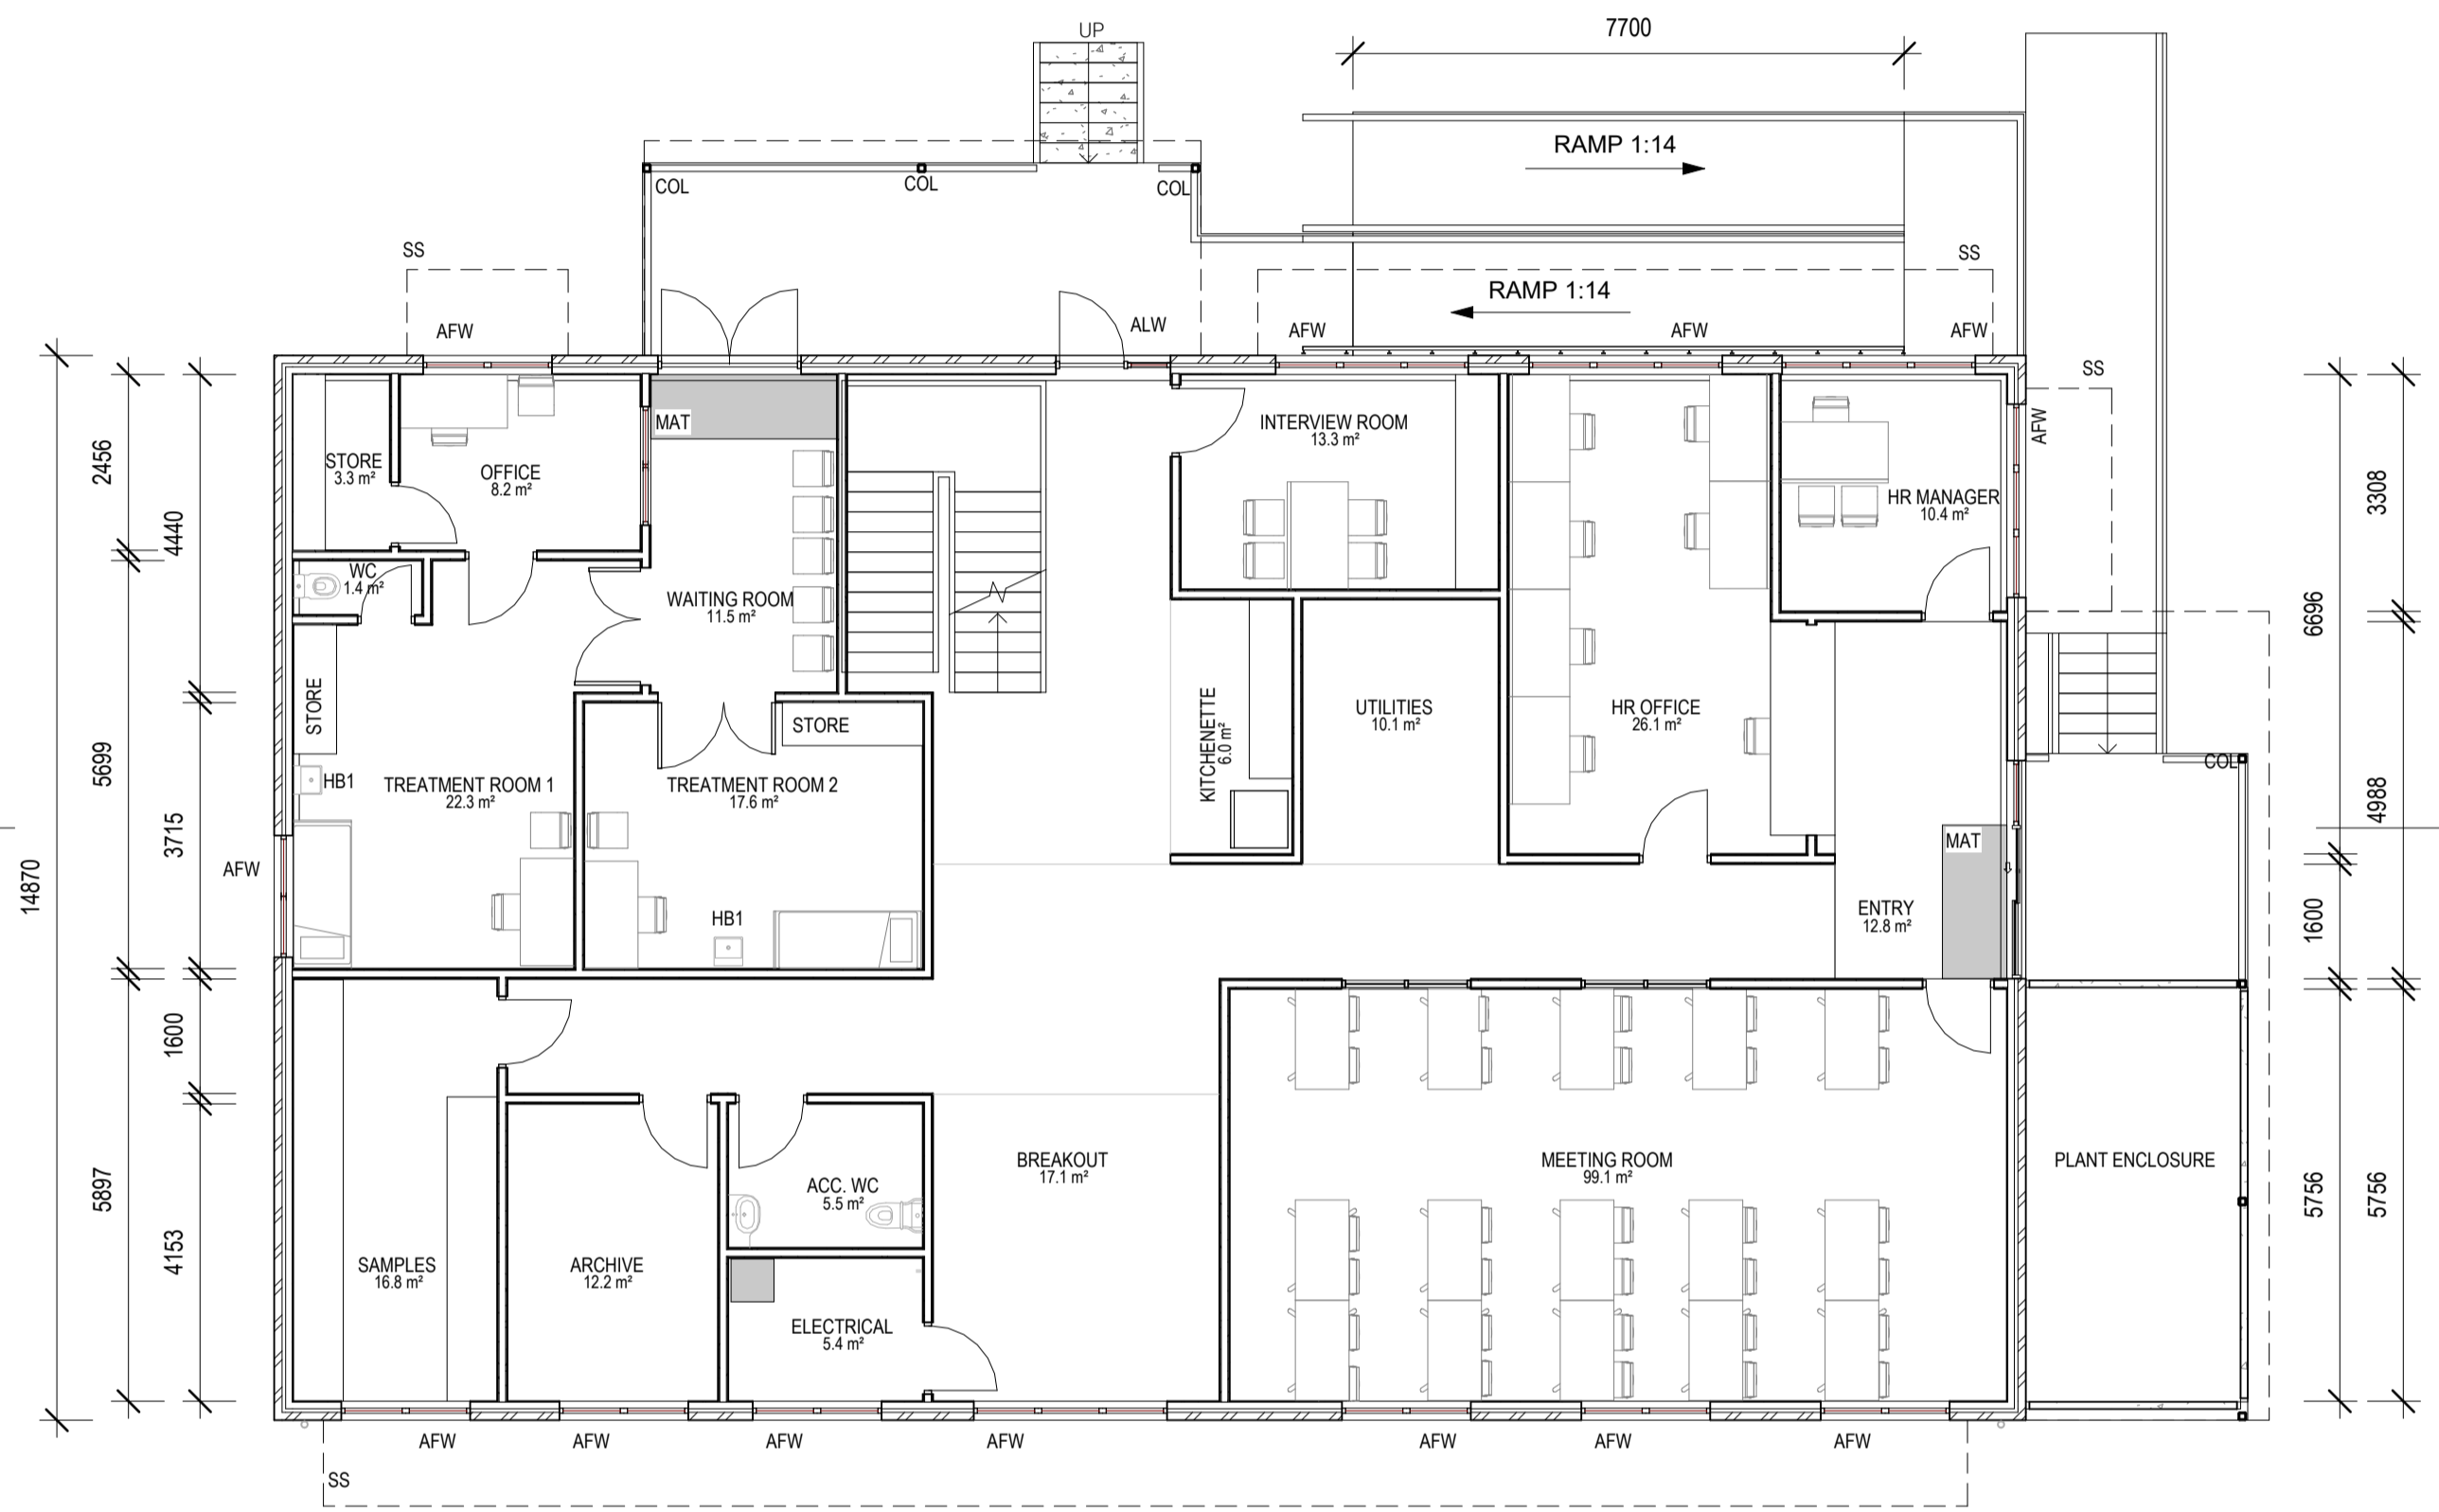 UP
7700
RAMP 1:14
COL
COL
COL
SS
SS
RAMP 1:14
AFW
ALW
AFW
AFW
AFW
SS
AFW
MAT
INTERVIEW ROOM
13.3 m²
STORE
3.3 m²
OFFICE
8.2 m²
HR MANAGER
10.4 m²
2456
4440
3308
WC
1.4 m²
WAITING ROOM
11.5 m²
6696
STORE
STORE
KITCHENETTE
6.0 m²
UTILITIES
10.1 m²
HR OFFICE
26.1 m²
5699
HB1
TREATMENT ROOM 1
22.3 m²
TREATMENT ROOM 2
17.6 m²
COL
3715
4988
MAT
14870
AFW
HB1
ENTRY
12.8 m²
1600
1600
5897
4153
ACC. WC
5.5 m²
BREAKOUT
17.1 m²
MEETING ROOM
99.1 m²
PLANT ENCLOSURE
5756
5756
SAMPLES
16.8 m²
ARCHIVE
12.2 m²
ELECTRICAL
5.4 m²
AFW
AFW
AFW
AFW
AFW
AFW
AFW
SS